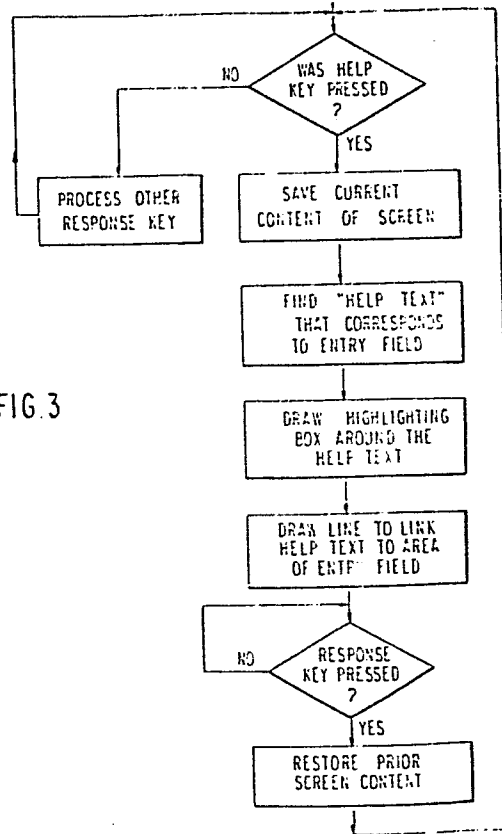 WAS HELP
KEY PRESSED
?
NO
YES
PROCESS OTHER
RESPONSE KEY
SAVE CURRENT
CONTENT OF SCREEN
FIND "HELP TEXT"
THAT CORRESPONDS
TO ENTRY FIELD
FIG.3
DRAW HIGHLIGHTING
BOX AROUND THE
HELP TEXT
DRAW LINE TO LINK
HELP TEXT TO AREA
OF ENTRY FIELD
NO
RESPONSE
KEY PRESSED
?
YES
RESTORE PRIOR
SCREEN CONTENT